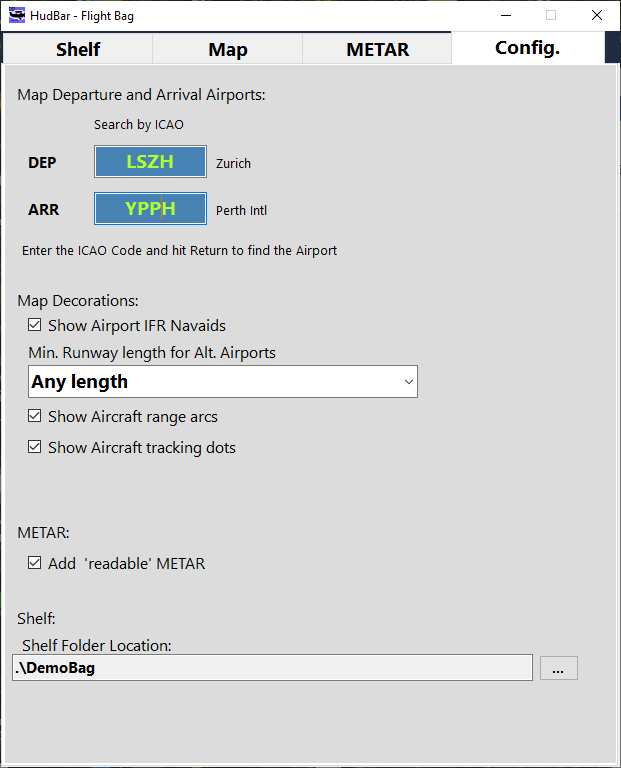 HudBar - Flight Bag
Shelf Map METAR Config.
Map Departure and Arrival Airports:
Search by ICAO
DEP LSZH Zurich
ARR YPPH Perth Intl
Enter the ICAO Code and hit Return to find the Airport
Map Decorations:
Show Airport IFR Navaids
Min. Runway length for Alt. Airports
Any length
Show Aircraft range arcs
Show Aircraft tracking dots
METAR:
Add 'readable' METAR
Shelf:
Shelf Folder Location:
.\DemoBag ...